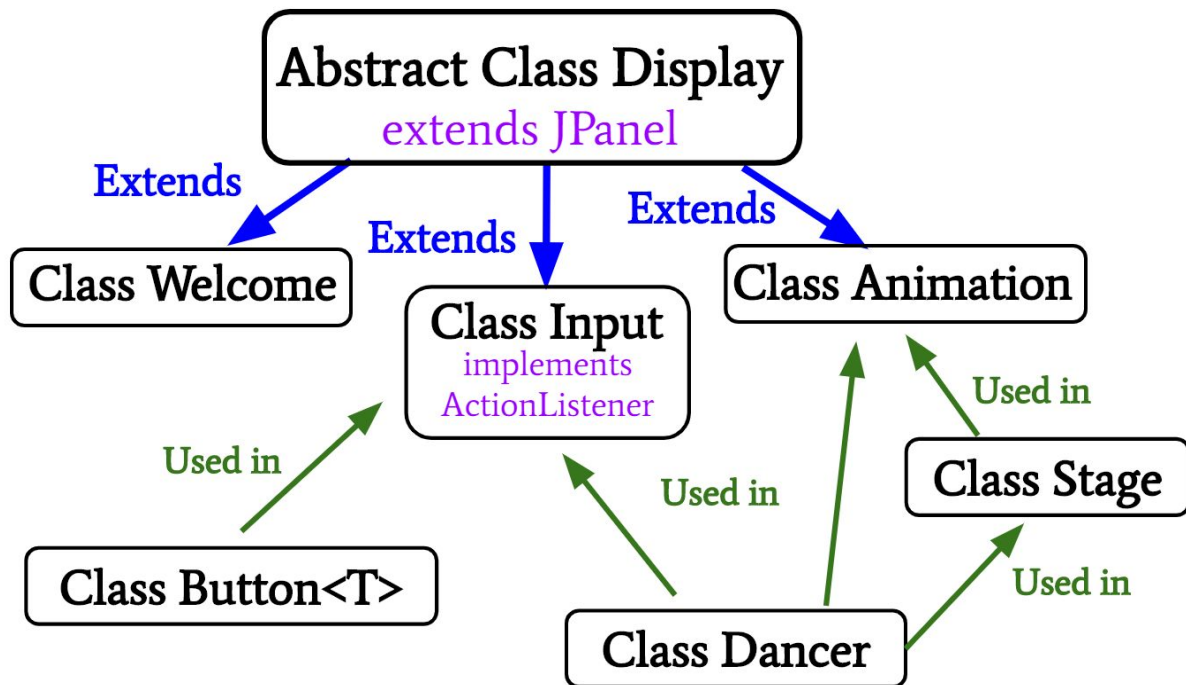 Abstract Class Display
extends JPanel
Extends
Extends
Extends
Class Welcome
Class Input
implements
ActionListener
Class Animation
Used in
Used in
Used in
Class Stage
Class Button<T>
Used in
Class Dancer